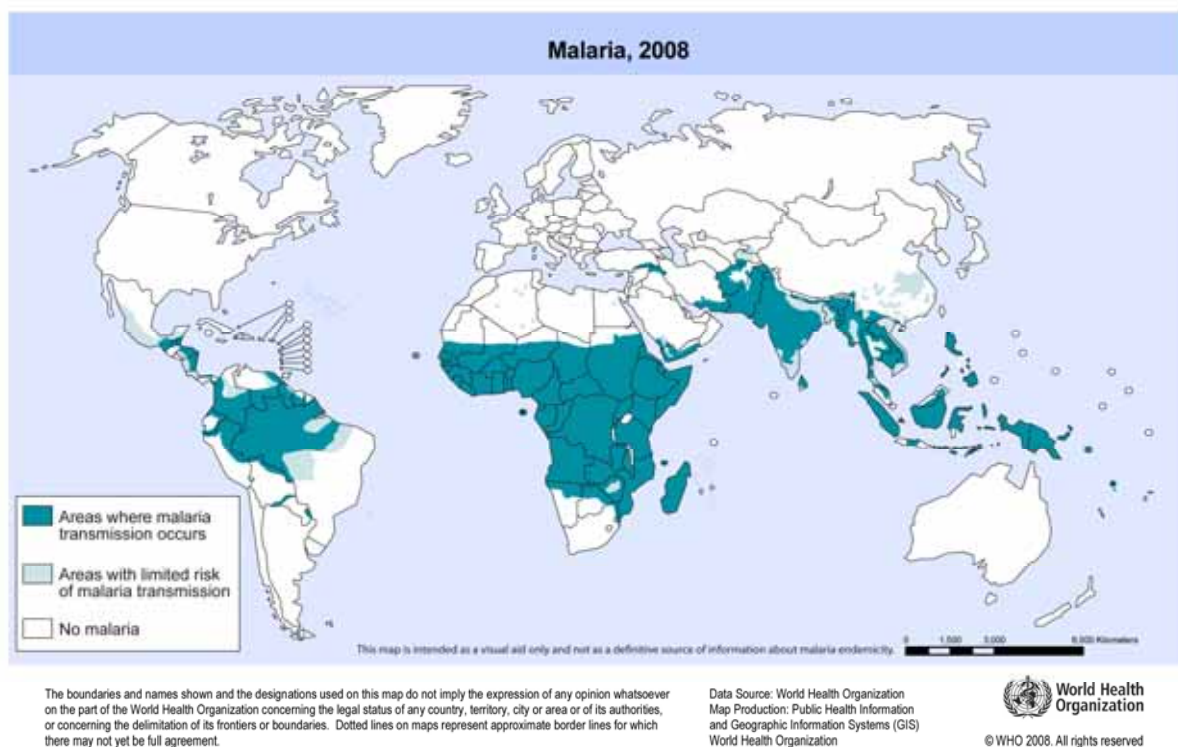 Malaria, 2008
Areas where malaria
transmission occurs
Areas with limited risk
of malaria transmission
No malaria
This map is intended as a visual aid only and not as a definitive source of information about malaria endemicity.
0 1,500 3,000 6,000 Kilometers
The boundaries and names shown and the designations used on this map do not imply the expression of any opinion whatsoever
on the part of the World Health Organization concerning the legal status of any country, territory, city or area or of its authorities,
or concerning the delimitation of its frontiers or boundaries.  Dotted lines on maps represent approximate border lines for which
there may not yet be full agreement.
Data Source: World Health Organization
Map Production: Public Health Information
and Geographic Information Systems (GIS)
World Health Organization
World Health
Organization
© WHO 2008. All rights reserved